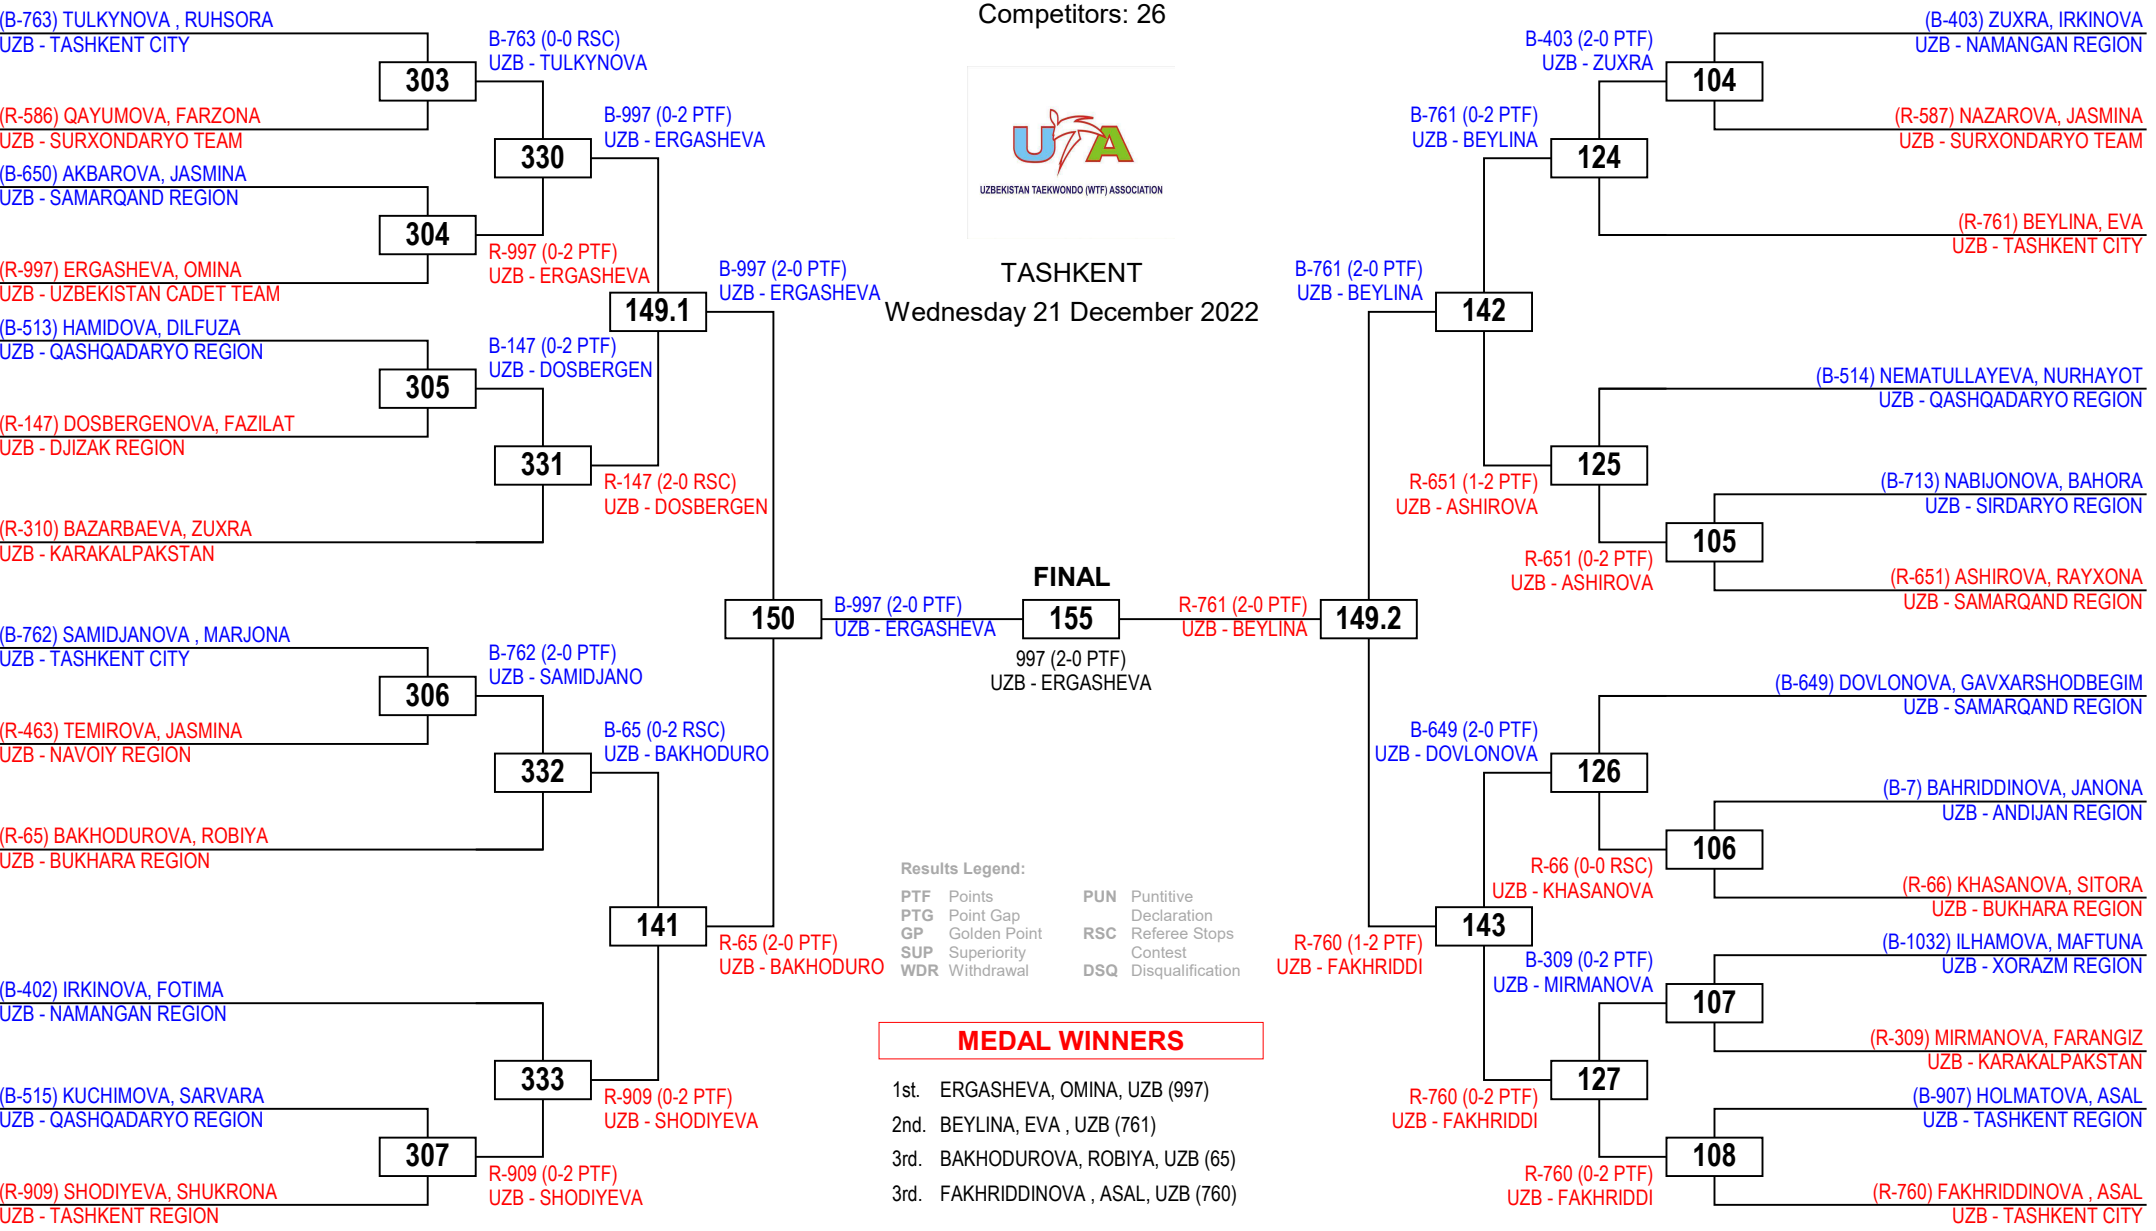 Competitors: 26
UTA
UZBEKISTAN TAEKWONDO (WTF) ASSOCIATION
TASHKENT
Wednesday 21 December 2022
(B-763) TULKYNOVA , RUHSORA
UZB - TASHKENT CITY
303
(R-586) QAYUMOVA, FARZONA
UZB - SURXONDARYO TEAM
B-763 (0-0 RSC)
UZB - TULKYNOVA
330
(B-650) AKBAROVA, JASMINA
UZB - SAMARQAND REGION
304
(R-997) ERGASHEVA, OMINA
UZB - UZBEKISTAN CADET TEAM
R-997 (0-2 PTF)
UZB - ERGASHEVA
B-997 (0-2 PTF)
UZB - ERGASHEVA
149.1
(B-513) HAMIDOVA, DILFUZA
UZB - QASHQADARYO REGION
305
(R-147) DOSBERGENOVA, FAZILAT
UZB - DJIZAK REGION
B-147 (0-2 PTF)
UZB - DOSBERGEN
331
(R-310) BAZARBAEVA, ZUXRA
UZB - KARAKALPAKSTAN
R-147 (2-0 RSC)
UZB - DOSBERGEN
B-997 (2-0 PTF)
UZB - ERGASHEVA
150
(B-762) SAMIDJANOVA , MARJONA
UZB - TASHKENT CITY
306
(R-463) TEMIROVA, JASMINA
UZB - NAVOIY REGION
B-762 (2-0 PTF)
UZB - SAMIDJANO
332
(R-65) BAKHODUROVA, ROBIYA
UZB - BUKHARA REGION
B-65 (0-2 RSC)
UZB - BAKHODURO
141
(B-402) IRKINOVA, FOTIMA
UZB - NAMANGAN REGION
333
(B-515) KUCHIMOVA, SARVARA
UZB - QASHQADARYO REGION
307
(R-909) SHODIYEVA, SHUKRONA
UZB - TASHKENT REGION
R-909 (0-2 PTF)
UZB - SHODIYEVA
R-909 (0-2 PTF)
UZB - SHODIYEVA
R-65 (2-0 PTF)
UZB - BAKHODURO
B-997 (2-0 PTF)
UZB - ERGASHEVA
FINAL
155
997 (2-0 PTF)
UZB - ERGASHEVA
R-761 (2-0 PTF)
UZB - BEYLINA
149.2
B-761 (2-0 PTF)
UZB - BEYLINA
142
B-761 (0-2 PTF)
UZB - BEYLINA
124
B-403 (2-0 PTF)
UZB - ZUXRA
104
(B-403) ZUXRA, IRKINOVA
UZB - NAMANGAN REGION
(R-587) NAZAROVA, JASMINA
UZB - SURXONDARYO TEAM
(R-761) BEYLINA, EVA
UZB - TASHKENT CITY
(B-514) NEMATULLAYEVA, NURHAYOT
UZB - QASHQADARYO REGION
125
R-651 (1-2 PTF)
UZB - ASHIROVA
(B-713) NABIJONOVA, BAHORA
UZB - SIRDARYO REGION
105
R-651 (0-2 PTF)
UZB - ASHIROVA
(R-651) ASHIROVA, RAYXONA
UZB - SAMARQAND REGION
(B-649) DOVLONOVA, GAVXARSHODBEGIM
UZB - SAMARQAND REGION
B-649 (2-0 PTF)
UZB - DOVLONOVA
126
(B-7) BAHRIDDINOVA, JANONA
UZB - ANDIJAN REGION
106
R-66 (0-0 RSC)
UZB - KHASANOVA
(R-66) KHASANOVA, SITORA
UZB - BUKHARA REGION
143
R-760 (1-2 PTF)
UZB - FAKHRIDDI
(B-1032) ILHAMOVA, MAFTUNA
UZB - XORAZM REGION
B-309 (0-2 PTF)
UZB - MIRMANOVA
107
(R-309) MIRMANOVA, FARANGIZ
UZB - KARAKALPAKSTAN
127
R-760 (0-2 PTF)
UZB - FAKHRIDDI
(B-907) HOLMATOVA, ASAL
UZB - TASHKENT REGION
108
R-760 (0-2 PTF)
UZB - FAKHRIDDI
(R-760) FAKHRIDDINOVA , ASAL
UZB - TASHKENT CITY
Results Legend:
PTF Points
PTG Point Gap
GP Golden Point
SUP Superiority
WDR Withdrawal
PUN Puntitive
Declaration
RSC Referee Stops
Contest
DSQ Disqualification
MEDAL WINNERS
1st. ERGASHEVA, OMINA, UZB (997)
2nd. BEYLINA, EVA , UZB (761)
3rd. BAKHODUROVA, ROBIYA, UZB (65)
3rd. FAKHRIDDINOVA , ASAL, UZB (760)